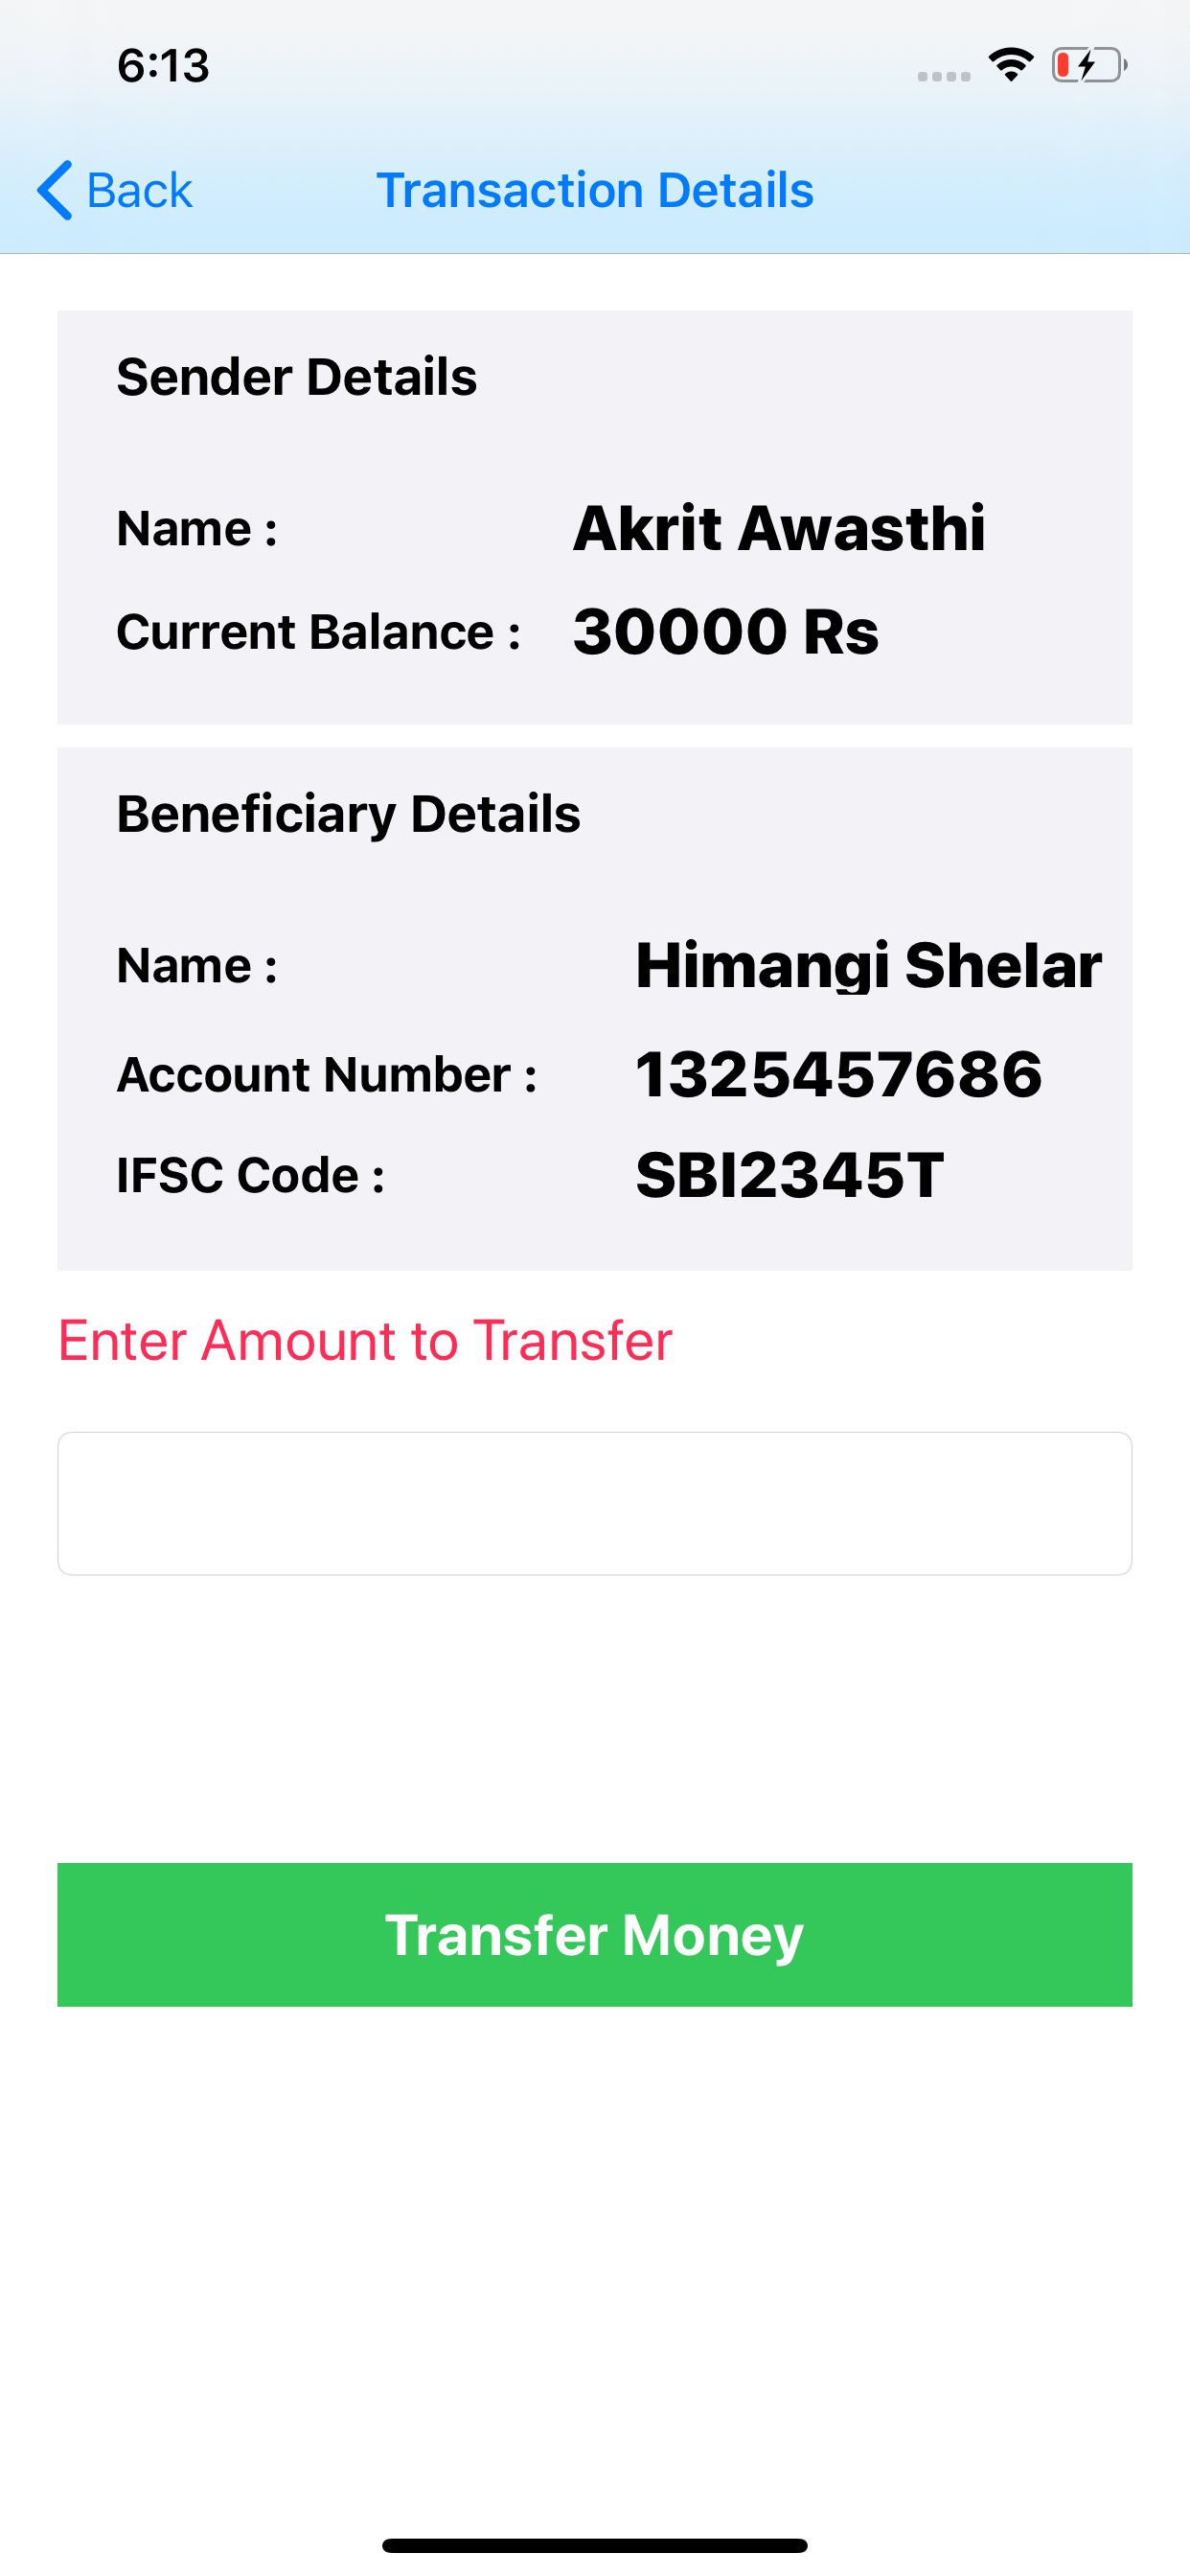 6:13
Back Transaction Details
Sender Details
Name : Akrit Awasthi
Current Balance : 30000 Rs
Beneficiary Details
Name : Himangi Shelar
Account Number : 1325457686
IFSC Code : SBI2345T
Enter Amount to Transfer
Transfer Money